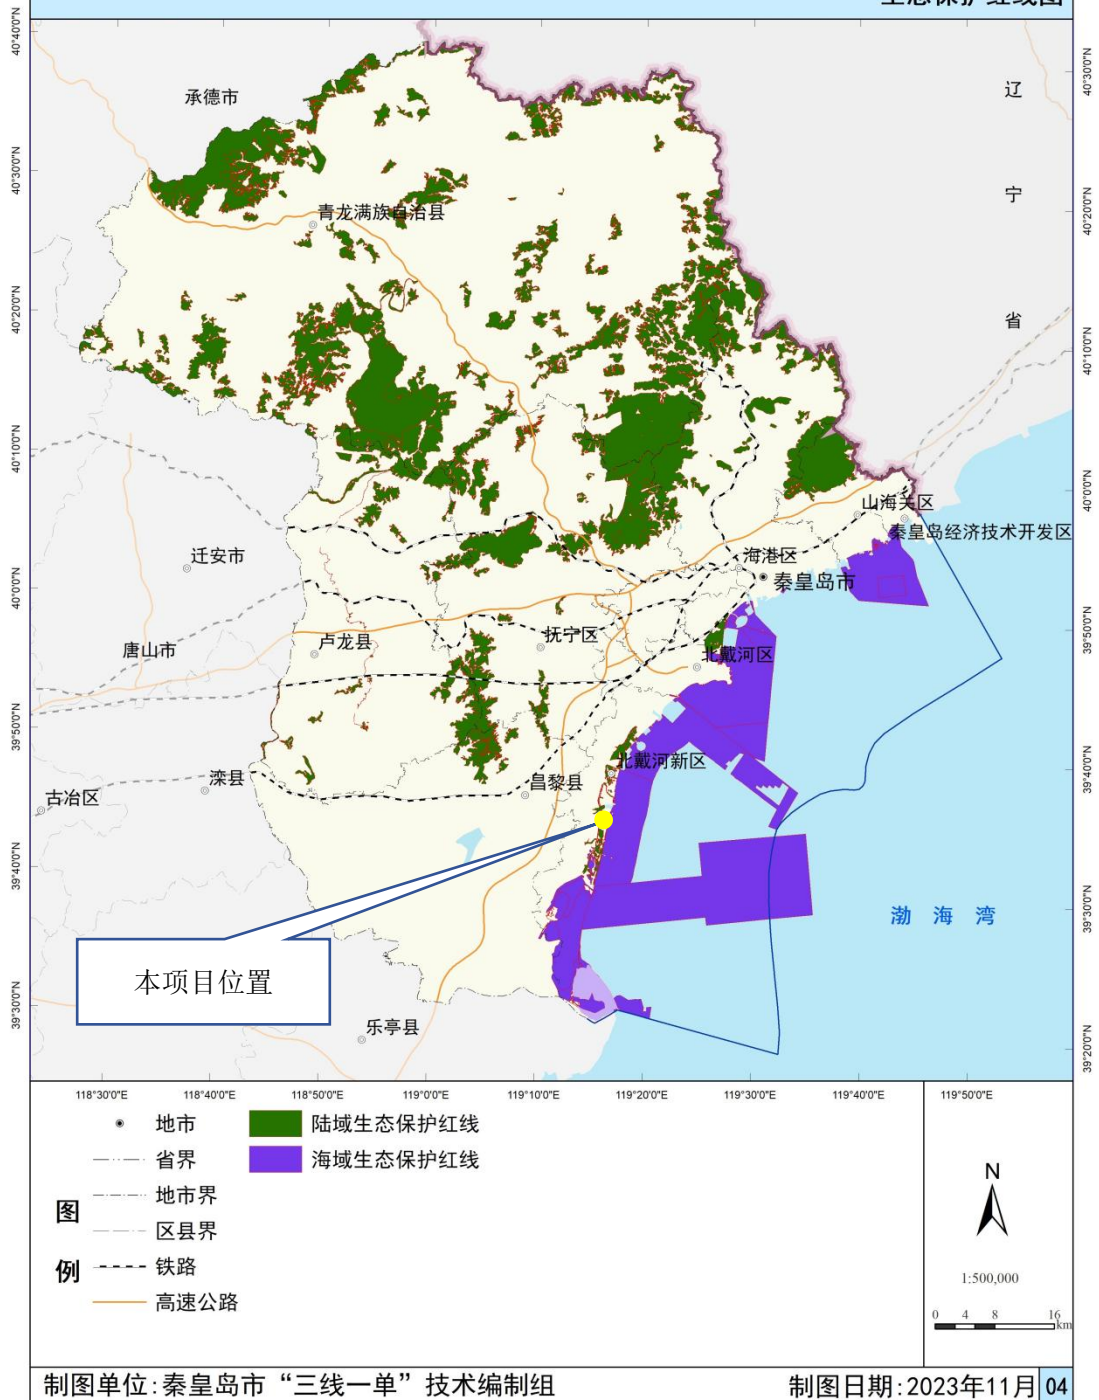 生态保护红线图
40°40'0"N
40°30'0"N
40°20'0"N
40°10'0"N
40°0'0"N
39°50'0"N
39°40'0"N
39°30'0"N
40°30'0"N
40°20'0"N
40°10'0"N
40°0'0"N
39°50'0"N
39°40'0"N
39°30'0"N
39°20'0"N
承德市
辽
宁
省
青龙满族自治县
山海关区
秦皇岛经济技术开发区
迁安市
海港区
秦皇岛市
抚宁区
卢龙县
唐山市
北戴河区
北戴河新区
滦县
昌黎县
古冶区
渤海湾
本项目位置
乐亭县
118°30'0"E
118°40'0"E
118°50'0"E
119°0'0"E
119°10'0"E
119°20'0"E
119°30'0"E
119°40'0"E
119°50'0"E
图例
地市
省界
地市界
区县界
铁路
高速公路
陆域生态保护红线
海域生态保护红线
N
1:500,000
0 4 8 16
km
制图单位:秦皇岛市“三线一单”技术编制组
制图日期:2023年11月
04